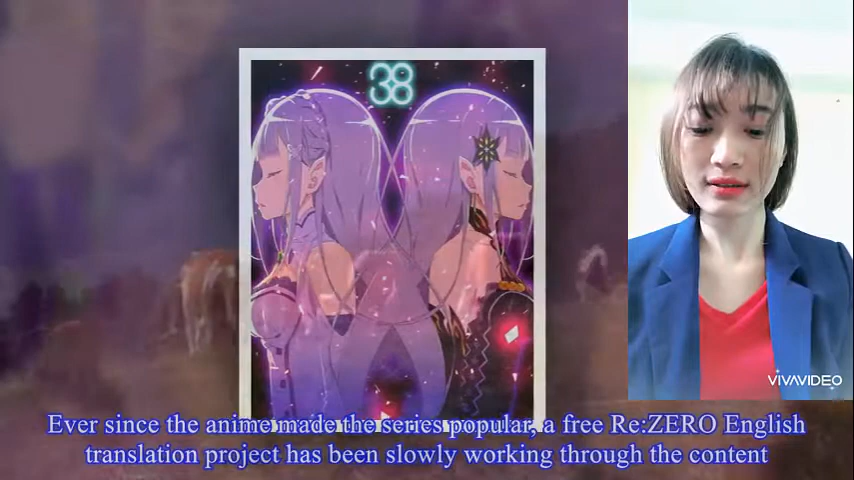 38
VIVAVIDEO
Ever since the anime made the series popular, a free Re:ZERO English
translation project has been slowly working through the content